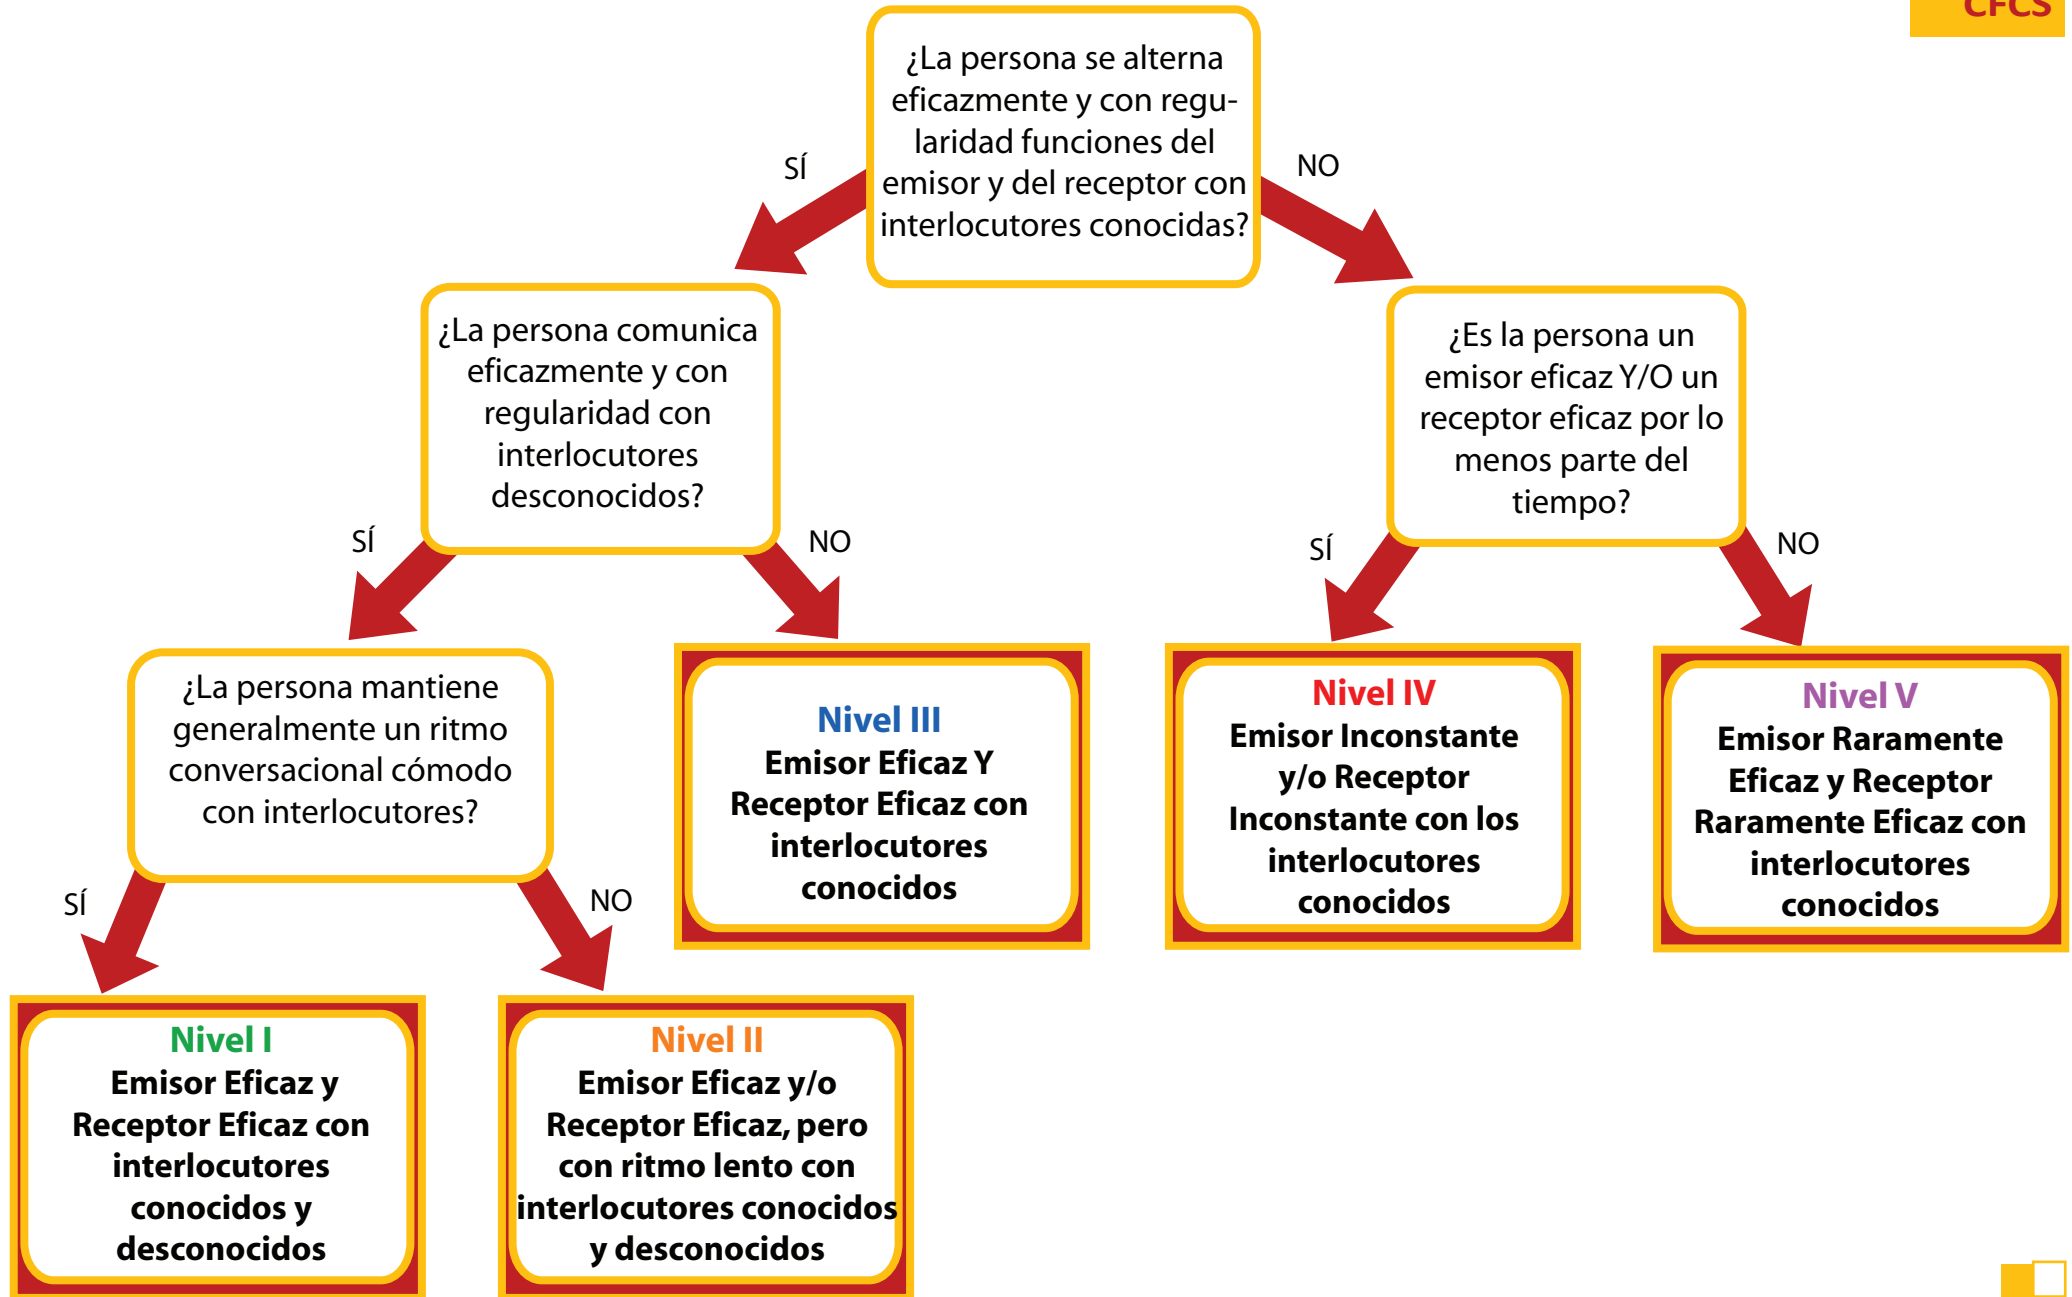 CFCS
¿La persona se alterna
eficazmente y con regu-
laridad funciones del
emisor y del receptor con
interlocutores conocidas?
SÍ
NO
¿La persona comunica
eficazmente y con
regularidad con
interlocutores
desconocidos?
¿Es la persona un
emisor eficaz Y/O un
receptor eficaz por lo
menos parte del
tiempo?
SÍ
NO
SÍ
NO
¿La persona mantiene
generalmente un ritmo
conversacional cómodo
con interlocutores?
Nivel III
Emisor Eficaz Y
Receptor Eficaz con
interlocutores
conocidos
Nivel IV
Emisor Inconstante
y/o Receptor
Inconstante con los
interlocutores
conocidos
Nivel V
Emisor Raramente
Eficaz y Receptor
Raramente Eficaz con
interlocutores
conocidos
SÍ
NO
Nivel I
Emisor Eficaz y
Receptor Eficaz con
interlocutores
conocidos y
desconocidos
Nivel II
Emisor Eficaz y/o
Receptor Eficaz, pero
con ritmo lento con
interlocutores conocidos
y desconocidos